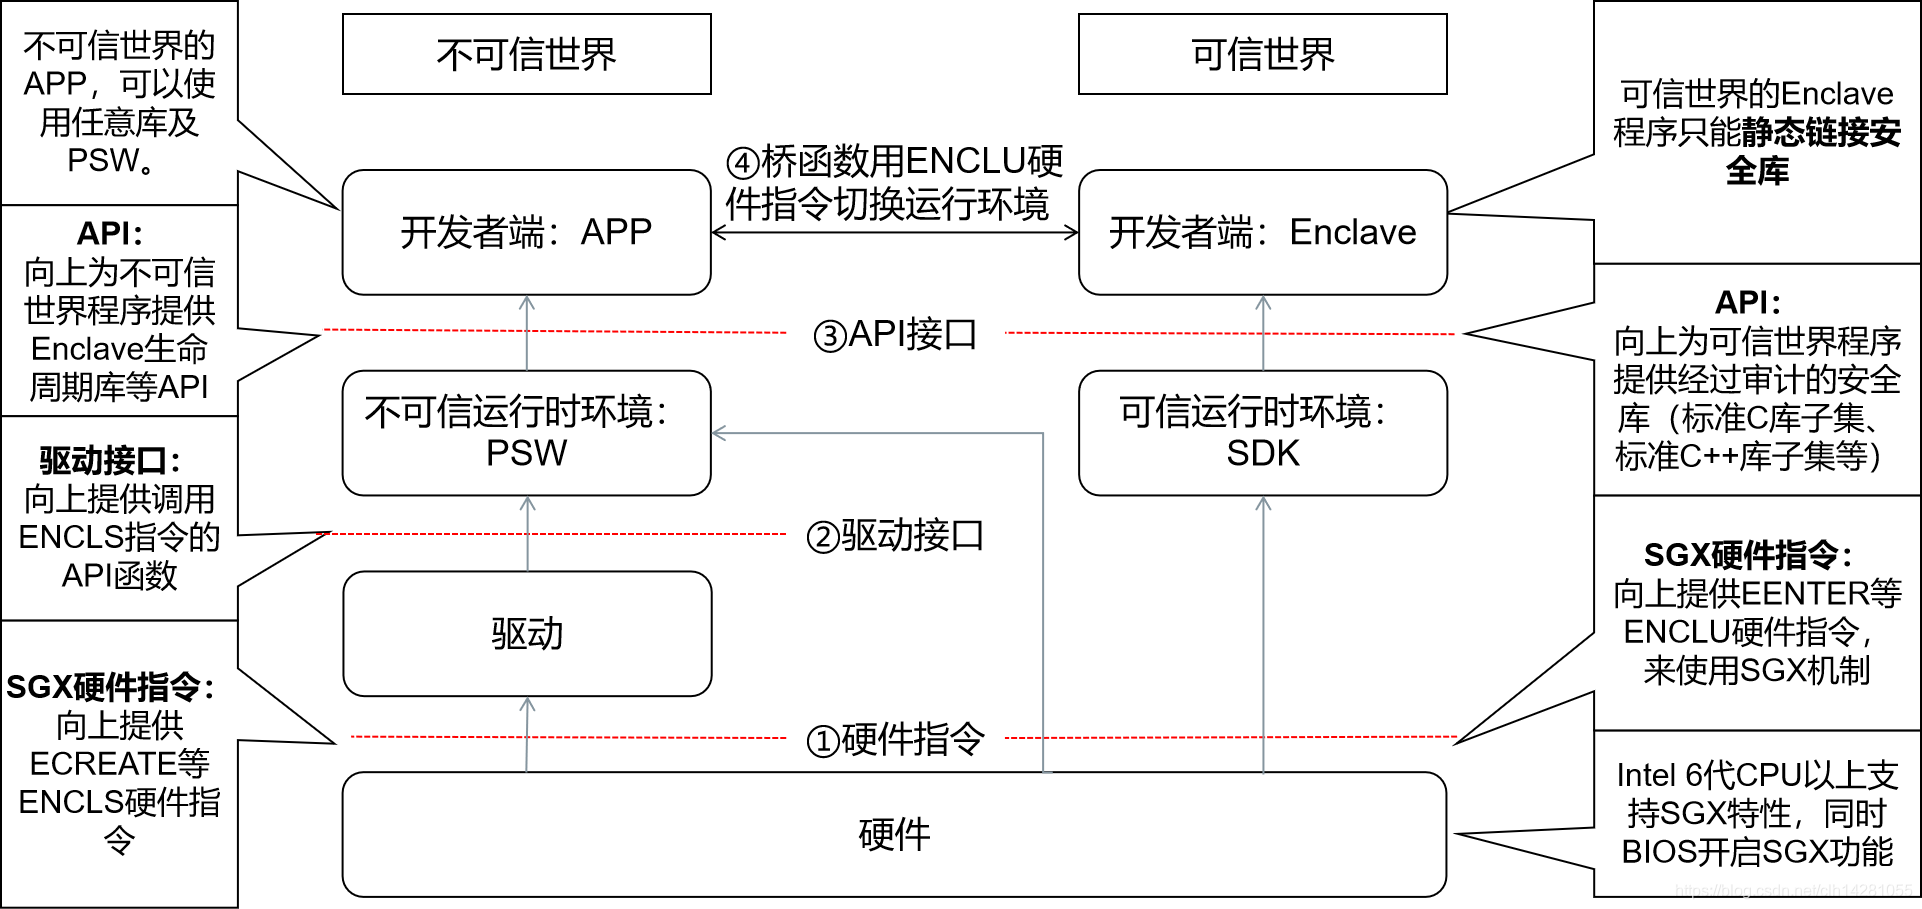 不可信世界的
APP，可以使
用任意库及
PSW。
API：
向上为不可信
世界程序提供
Enclave生命
周期库等API
驱动接口：
向上提供调用
ENCLS指令的
API函数
SGX硬件指令：
向上提供
ECREATE等
ENCLS硬件指
令
不可信世界
可信世界
④桥函数用ENCLU硬
件指令切换运行环境
开发者端：APP
开发者端：Enclave
③API接口
不可信运行时环境：
PSW
可信运行时环境：
SDK
②驱动接口
驱动
①硬件指令
硬件
可信世界的Enclave
程序只能静态链接安
全库
API：
向上为可信世界程序
提供经过审计的安全
库（标准C库子集、
标准C++库子集等）
SGX硬件指令：
向上提供EENTER等
ENCLU硬件指令，
来使用SGX机制
Intel 6代CPU以上支
持SGX特性，同时
BIOS开启SGX功能
https://blog.csdn.net/clh14281055